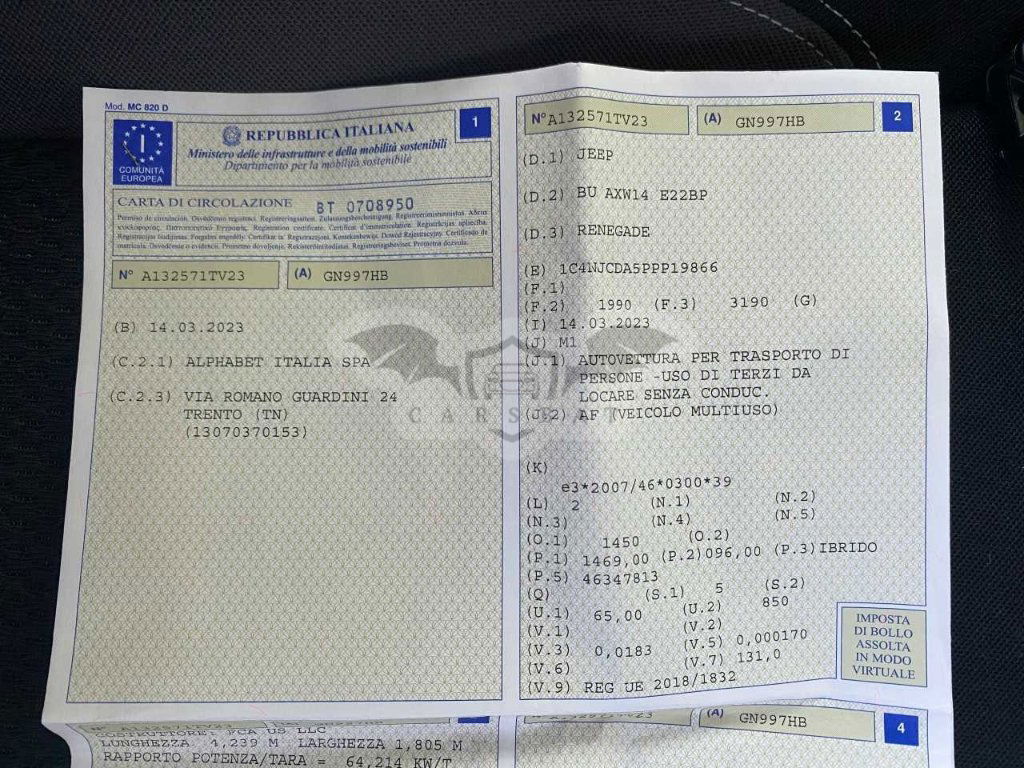 Mod. MC 820 D
1
I
COMUNITÀ
EUROPEA
REPUBBLICA ITALIANA
Ministero delle infrastrutture e della mobilità sostenibili
Dipartimento per la mobilità sostenibile
CARTA DI CIRCOLAZIONE BT 0708950
N° A132571TV23 (A) GN997HB
(B) 14.03.2023
(C.2.1) ALPHABET ITALIA SPA
(C.2.3) VIA ROMANO GUARDINI 24
TRENTO (TN)
(13070370153)
N° A132571TV23 (A) GN997HB 2
(D.1) JEEP
(D.2) BU AXW14 E22BP
(D.3) RENEGADE
(E) 1C4NJCDA5PPP19866
(F.1)
(F.2) 1990 (F.3) 3190 (G)
(I) 14.03.2023
(J) M1
(J.1) AUTOVETTURA PER TRASPORTO DI
PERSONE -USO DI TERZI DA
LOCARE SENZA CONDUC.
(J.2) AF (VEICOLO MULTIUSO)
(K)
e3*2007/46*0300*39
(L) 2 (N.1) (N.2)
(N.3) (N.4) (N.5)
(O.1) 1450 (O.2)
(P.1) 1469,00 (P.2) 096,00 (P.3) IBRIDO
(P.5) 46347813
(Q) (S.1) 5 (S.2)
(U.1) 65,00 (U.2) 850
(V.1) (V.2)
(V.3) 0,0183 (V.5) 0,000170
(V.6) (V.7) 131,0
(V.9) REG UE 2018/1832
IMPOSTA
DI BOLLO
ASSOLTA
IN MODO
VIRTUALE
COSTRUTTORE: FCA US LLC
LUNGHEZZA 4,239 M LARGHEZZA 1,805 M
RAPPORTO POTENZA/TARA = 64,214 KW/T
N° A132571TV23 (A) GN997HB 4